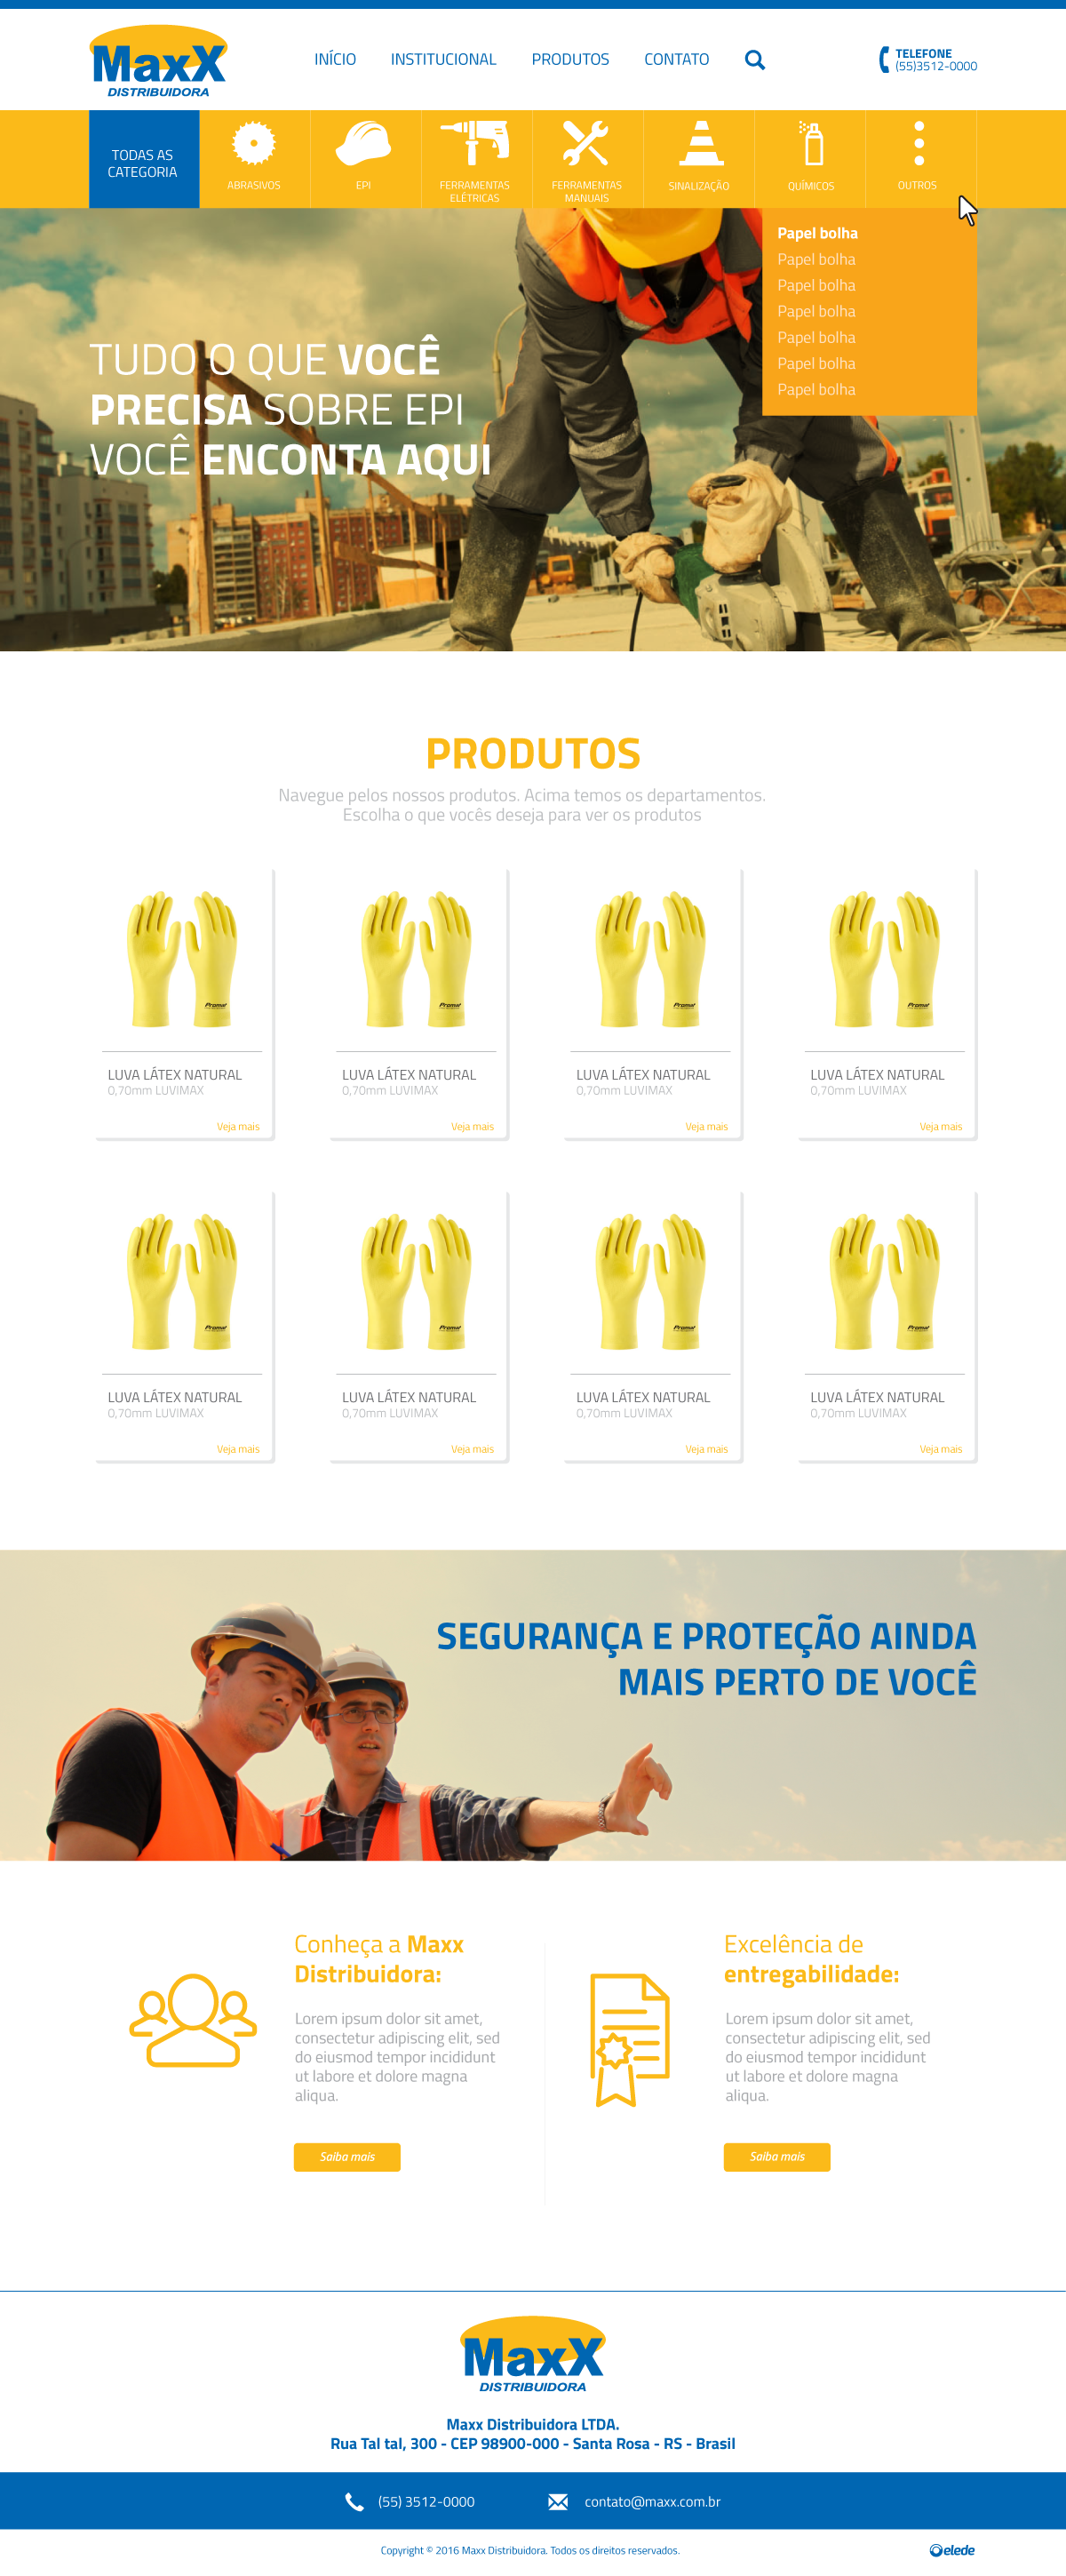 MaxX
DISTRIBUIDORA
INÍCIO
INSTITUCIONAL
PRODUTOS
CONTATO
TELEFONE
(55)3512-0000
TODAS AS
CATEGORIA
ABRASIVOS
EPI
FERRAMENTAS
ELÉTRICAS
FERRAMENTAS
MANUAIS
SINALIZAÇÃO
QUÍMICOS
OUTROS
Papel bolha
Papel bolha
Papel bolha
Papel bolha
Papel bolha
Papel bolha
Papel bolha
TUDO O QUE VOCÊ
PRECISA SOBRE EPI
VOCÊ ENCONTA AQUI
PRODUTOS
Navegue pelos nossos produtos. Acima temos os departamentos.
Escolha o que vocês deseja para ver os produtos
Promat
LUVA LÁTEX NATURAL
0,70mm LUVIMAX
Veja mais
Promat
LUVA LÁTEX NATURAL
0,70mm LUVIMAX
Veja mais
Promat
LUVA LÁTEX NATURAL
0,70mm LUVIMAX
Veja mais
Promat
LUVA LÁTEX NATURAL
0,70mm LUVIMAX
Veja mais
Promat
LUVA LÁTEX NATURAL
0,70mm LUVIMAX
Veja mais
Promat
LUVA LÁTEX NATURAL
0,70mm LUVIMAX
Veja mais
Promat
LUVA LÁTEX NATURAL
0,70mm LUVIMAX
Veja mais
Promat
LUVA LÁTEX NATURAL
0,70mm LUVIMAX
Veja mais
SEGURANÇA E PROTEÇÃO AINDA
MAIS PERTO DE VOCÊ
Conheça a Maxx
Distribuidora:
Lorem ipsum dolor sit amet,
consectetur adipiscing elit, sed
do eiusmod tempor incididunt
ut labore et dolore magna
aliqua.
Saiba mais
Excelência de
entregabilidade:
Lorem ipsum dolor sit amet,
consectetur adipiscing elit, sed
do eiusmod tempor incididunt
ut labore et dolore magna
aliqua.
Saiba mais
MaxX
DISTRIBUIDORA
Maxx Distribuidora LTDA.
Rua Tal tal, 300 - CEP 98900-000 - Santa Rosa - RS - Brasil
(55) 3512-0000
contato@maxx.com.br
Copyright © 2016 Maxx Distribuidora. Todos os direitos reservados.
elede